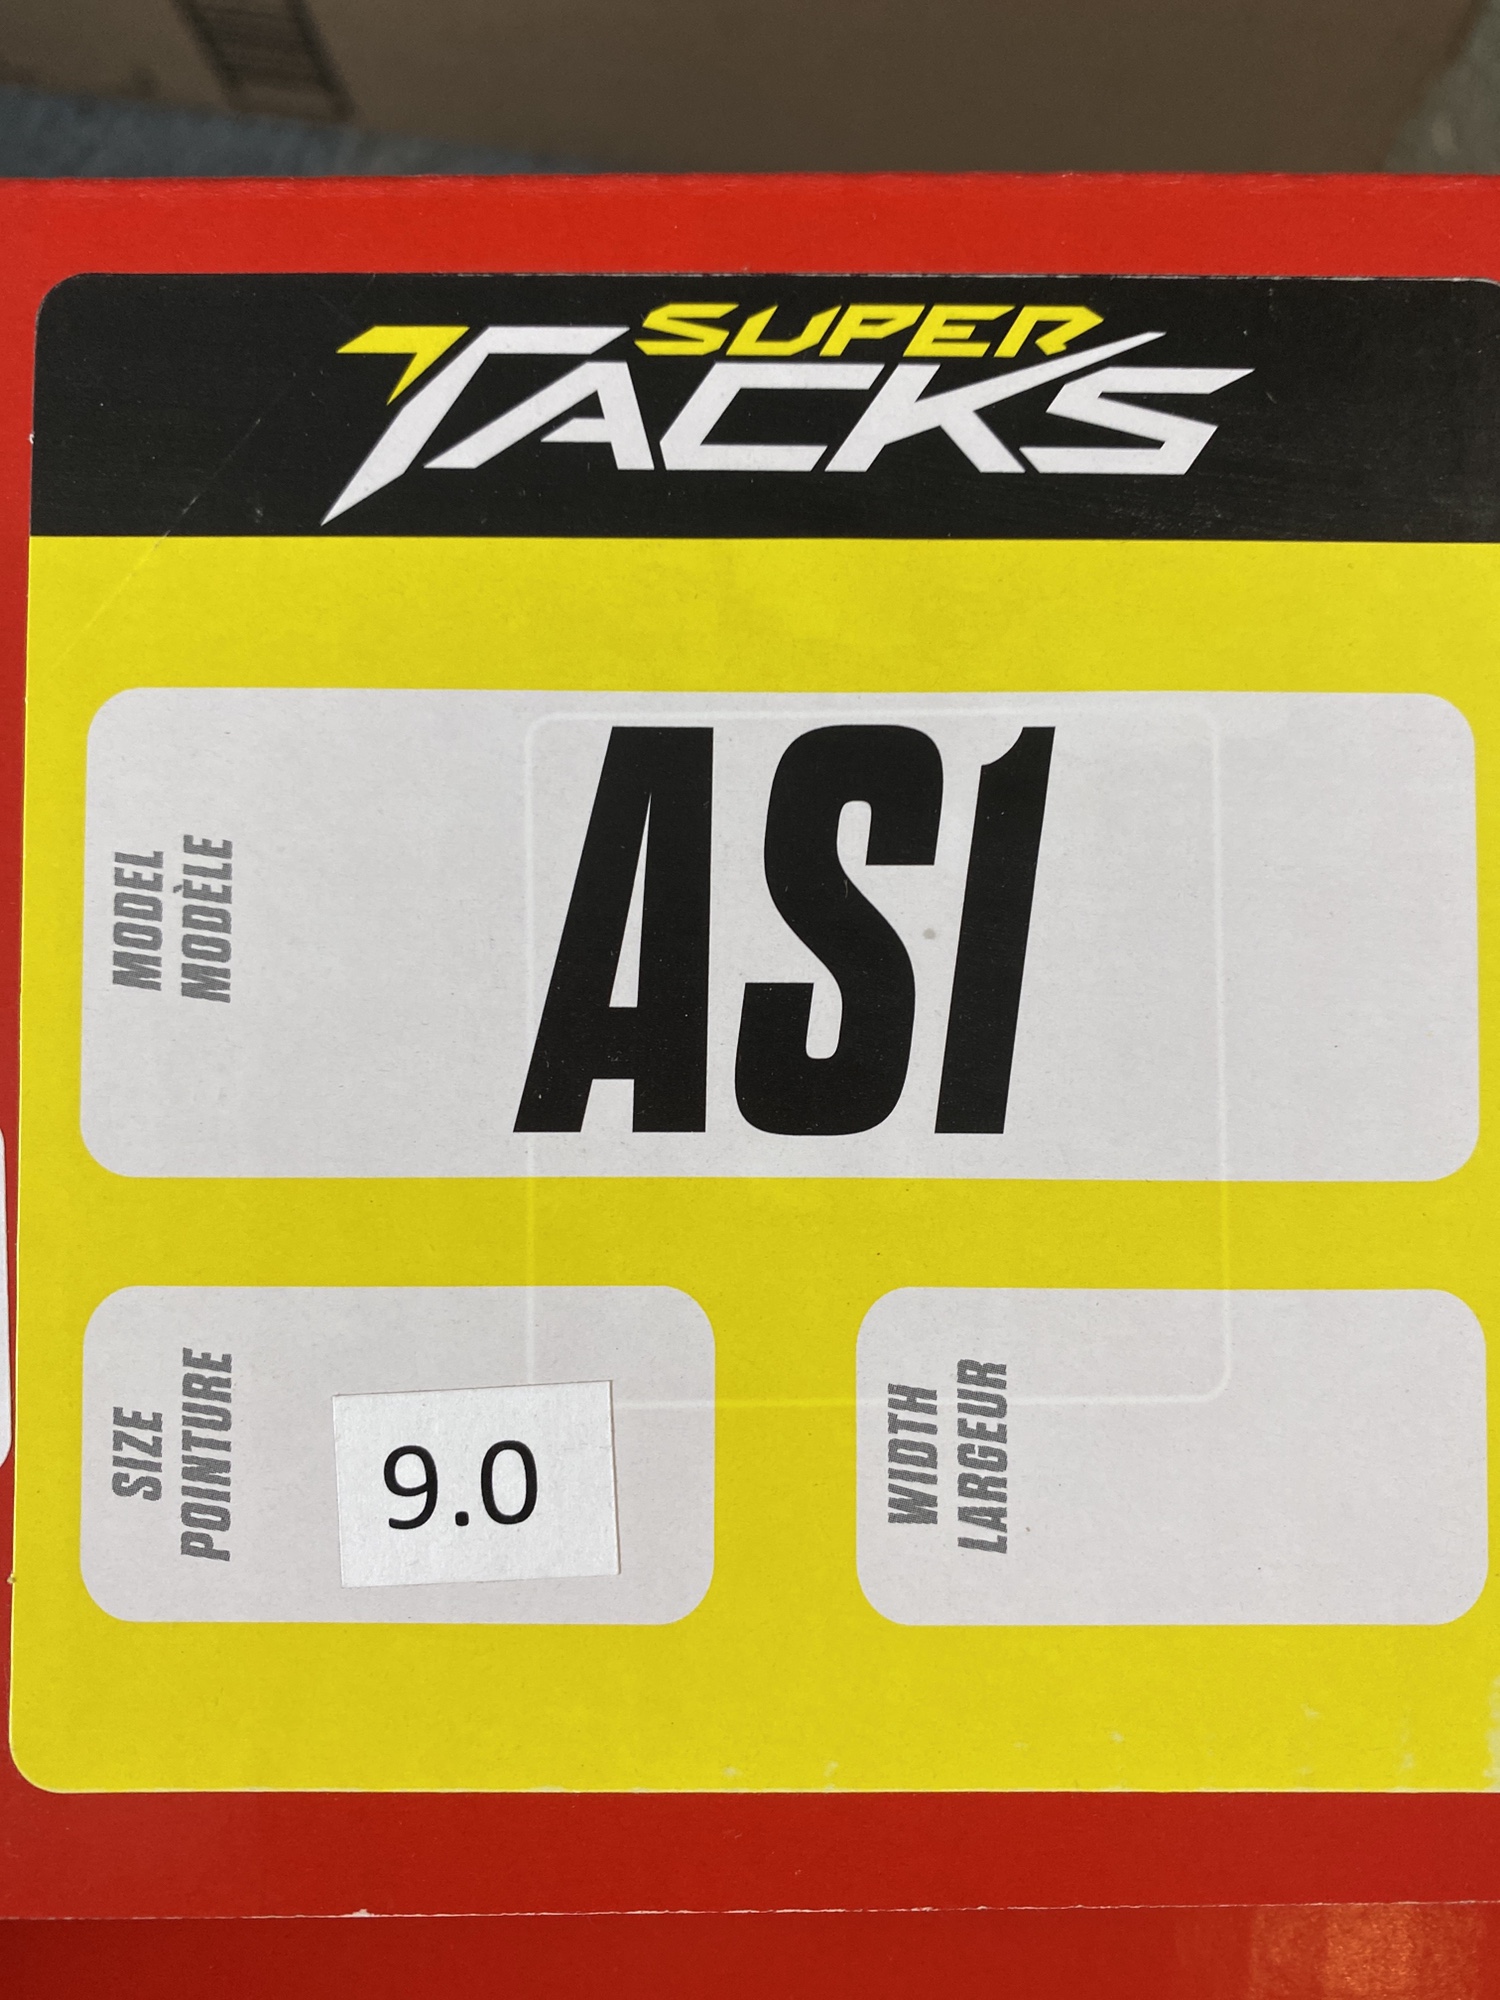 SUPER
TACKS
MODEL
MODÈLE
AS1
SIZE
POINTURE
9.0
WIDTH
LARGEUR